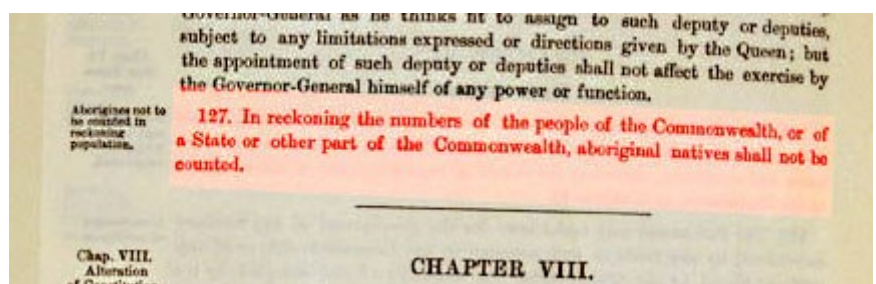 Governor-General as he thinks fit to assign to such deputy or deputies,
subject to any limitations expressed or directions given by the Queen; but
the appointment of such deputy or deputies shall not affect the exercise by
the Governor-General himself of any power or function.
Aborigines not to
be counted in
reckoning
population.
127. In reckoning the numbers of the people of the Commonwealth, or of
a State or other part of the Commonwealth, aboriginal natives shall not be
counted.
Chap. VIII.
Alteration
of Constitution
CHAPTER VIII.